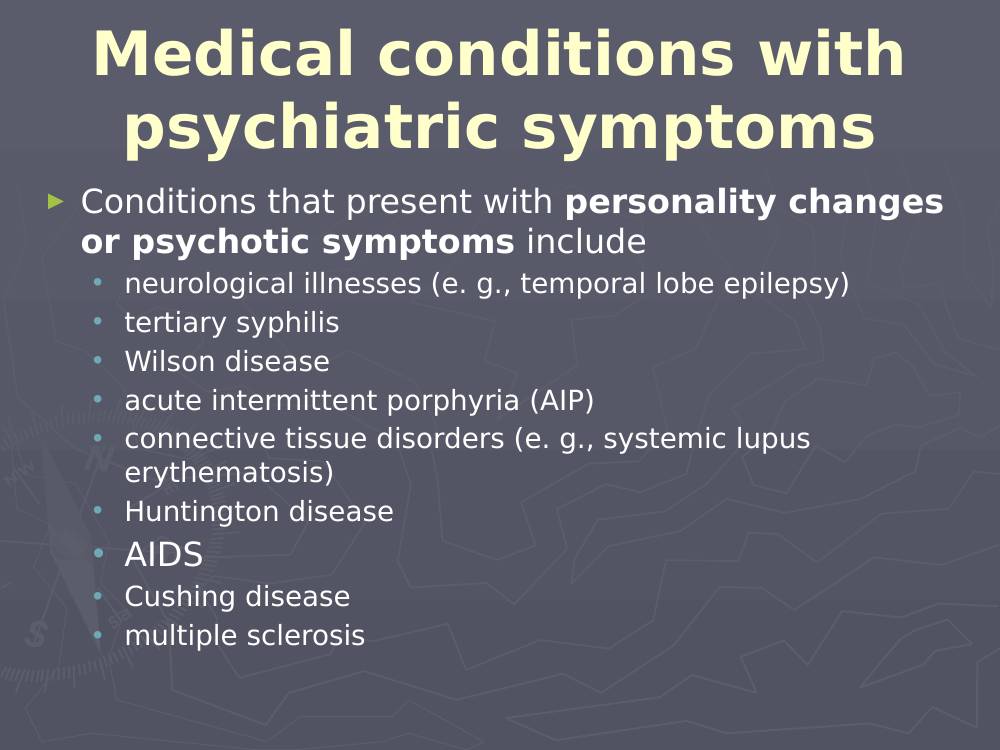 Medical conditions with
psychiatric symptoms
► Conditions that present with personality changes
or psychotic symptoms include
• neurological illnesses (e. g., temporal lobe epilepsy)
• tertiary syphilis
• Wilson disease
• acute intermittent porphyria (AIP)
• connective tissue disorders (e. g., systemic lupus
erythematosis)
• Huntington disease
• AIDS
• Cushing disease
• multiple sclerosis
NW
N
S
SE